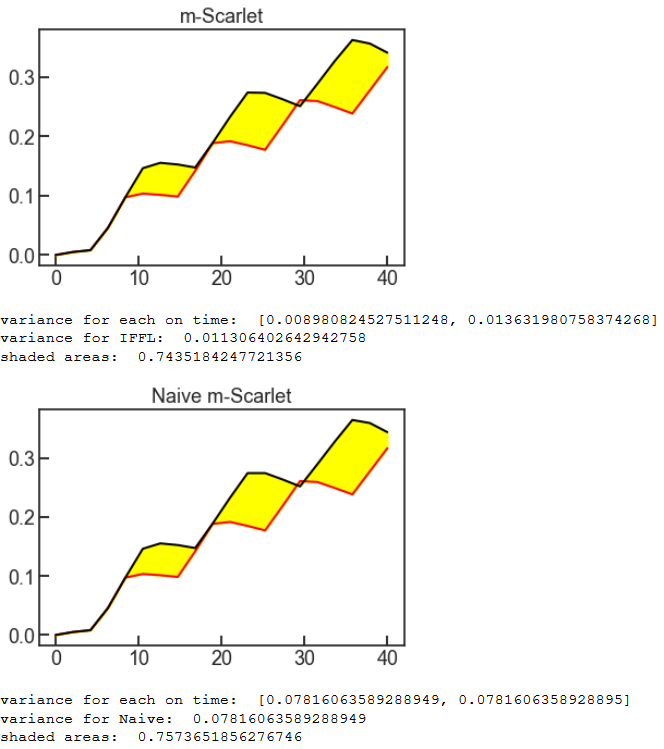 m-Scarlet
0.3
0.2
0.1
0.0
0 10 20 30 40
variance for each on time:  [0.008980824527511248, 0.013631980758374268]
variance for IFFL:  0.011306402642942758
shaded areas:  0.7435184247721356
Naive m-Scarlet
0.3
0.2
0.1
0.0
0 10 20 30 40
variance for each on time:  [0.07816063589288949, 0.0781606358928895]
variance for Naive:  0.07816063589288949
shaded areas:  0.7573651856276746